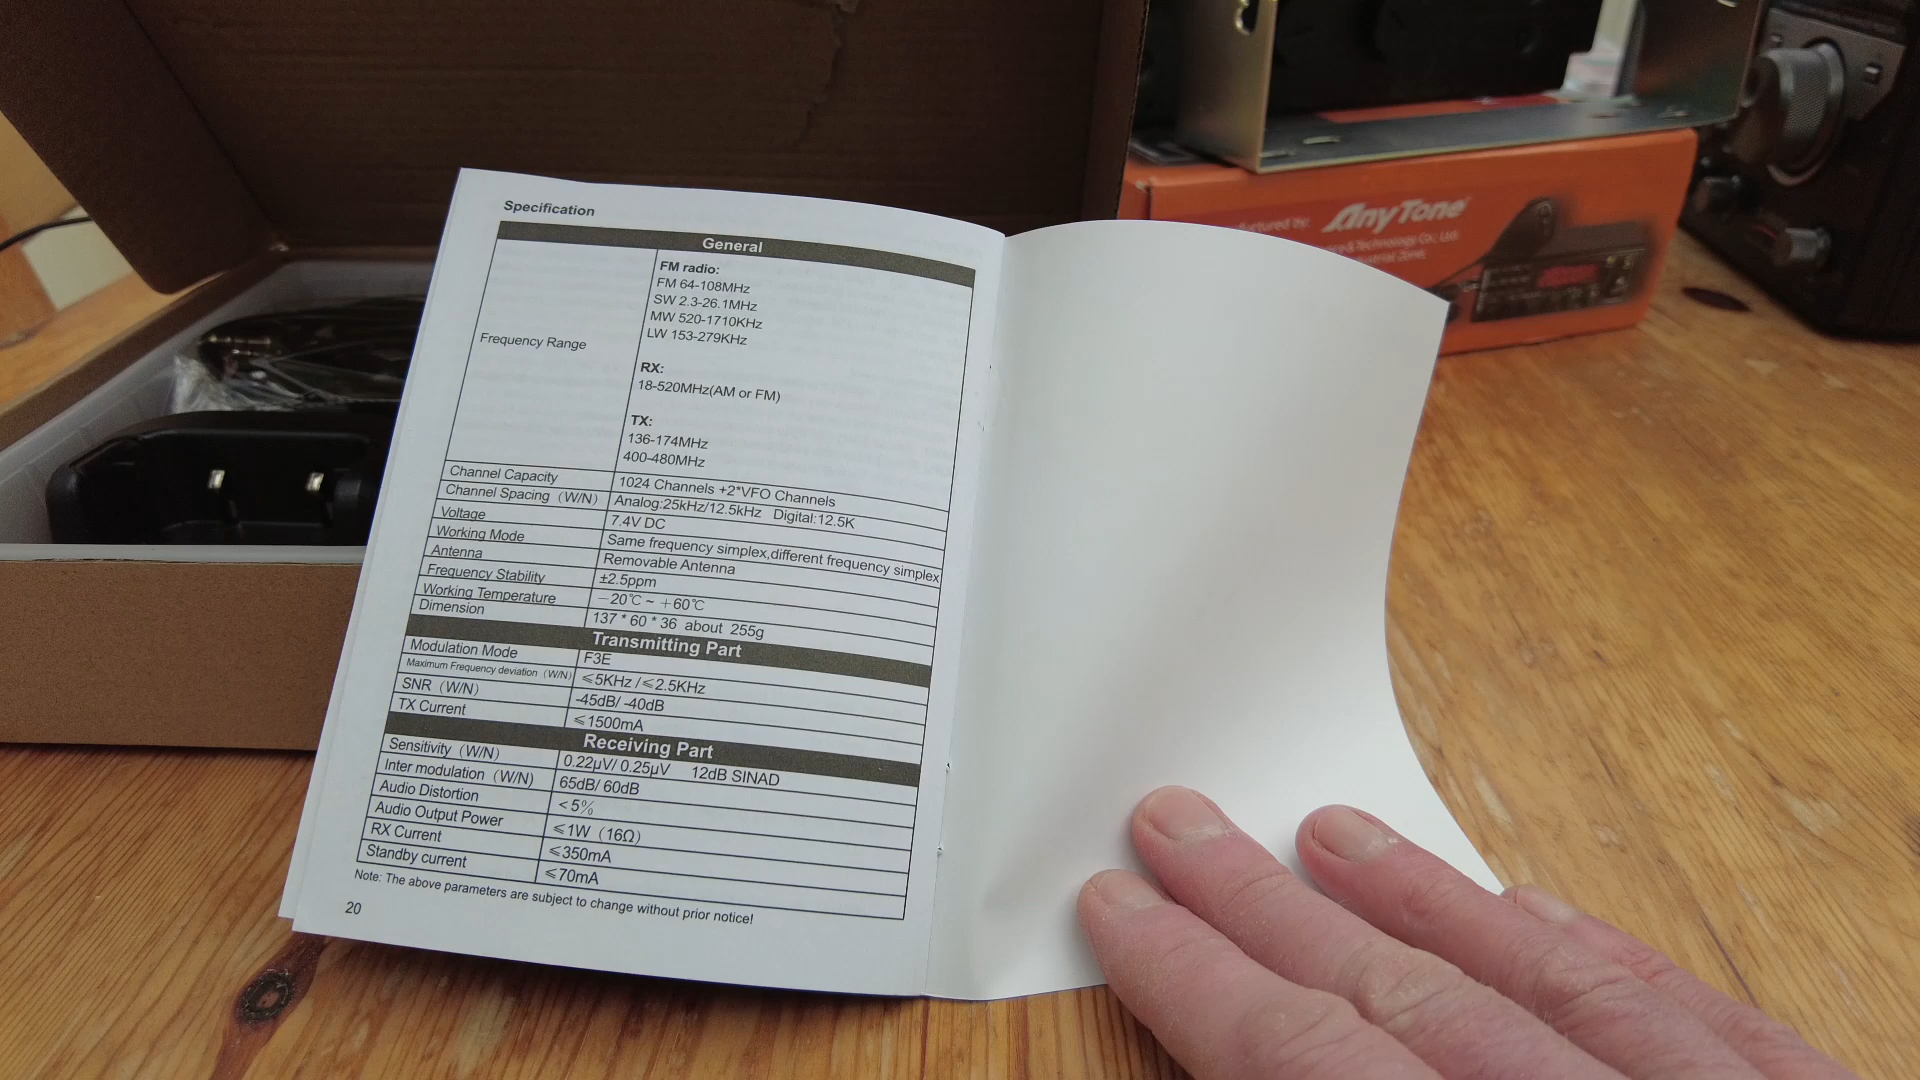 Specification
General
Frequency Range
FM radio:
FM 64-108MHz
SW 2.3-26.1MHz
MW 520-1710KHz
LW 153-279KHz
RX:
18-520MHz(AM or FM)
TX:
136-174MHz
400-480MHz
Channel Capacity 1024 Channels +2*VFO Channels
Channel Spacing (W/N) Analog:25kHz/12.5kHz Digital:12.5K
Voltage 7.4V DC
Working Mode Same frequency simplex,different frequency simplex
Antenna Removable Antenna
Frequency Stability ±2.5ppm
Working Temperature －20℃ ~ ＋60℃
Dimension 137 * 60 * 36 about 255g
Transmitting Part
Modulation Mode F3E
Maximum Frequency deviation (W/N) ⩽5KHz /⩽2.5KHz
SNR (W/N) -45dB/ -40dB
TX Current ⩽1500mA
Receiving Part
Sensitivity (W/N) 0.22μV/ 0.25μV 12dB SINAD
Inter modulation (W/N) 65dB/ 60dB
Audio Distortion <5%
Audio Output Power ⩽1W (16Ω)
RX Current ⩽350mA
Standby current ⩽70mA
Note: The above parameters are subject to change without prior notice!
20
AnyTone
by:
& Technology Co., Ltd.
Zone,